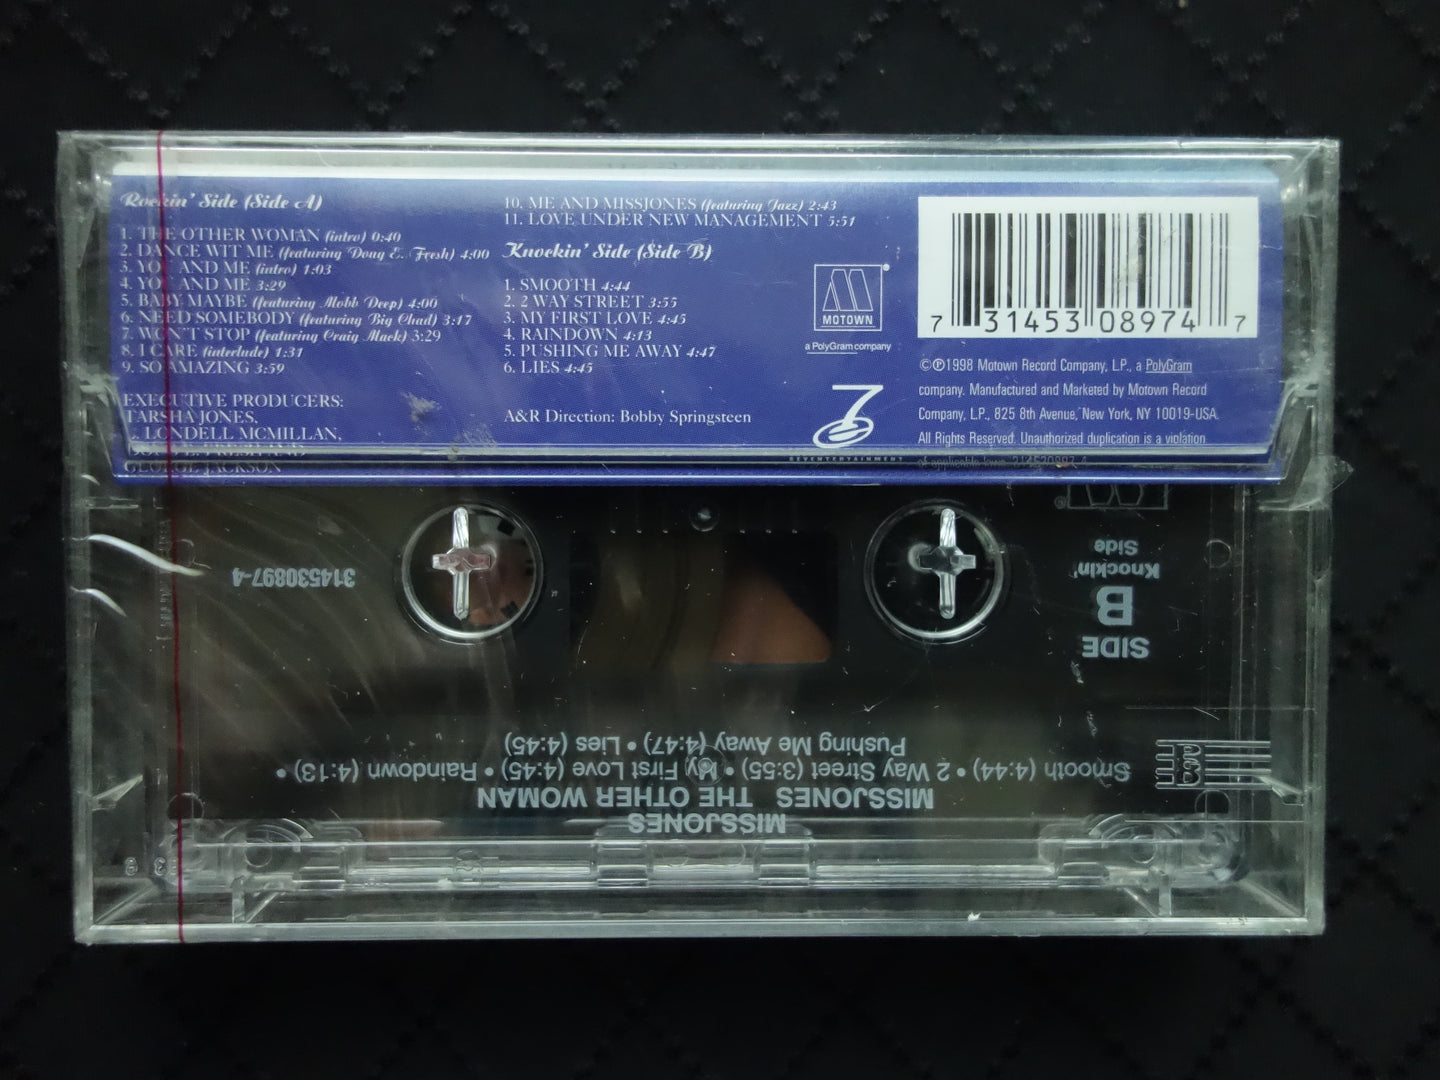 Rockin' Side (Side A)
1. THE OTHER WOMAN (intro) 0:40
2. DANCE WIT ME (featuring Doug E. Fresh) 4:00
3. YOU AND ME (intro) 1:03
4. YOU AND ME 3:29
5. BABY MAYBE (featuring Mobb Deep) 4:00
6. NEED SOMEBODY (featuring Big Chad) 3:17
7. WON'T STOP (featuring Craig Mack) 3:29
8. I CARE (interlude) 1:31
9. SO AMAZING 3:59
EXECUTIVE PRODUCERS:
TARSHA JONES,
LONDELL MCMILLAN,
FRESH AND
GEORGE JACKSON
10. ME AND MISSJONES (featuring Jazz) 2:43
11. LOVE UNDER NEW MANAGEMENT 5:51
Knockin' Side (Side B)
1. SMOOTH 4:44
2. 2 WAY STREET 3:55
3. MY FIRST LOVE 4:45
4. RAINDOWN 4:13
5. PUSHING ME AWAY 4:47
6. LIES 4:45
A&R Direction: Bobby Springsteen
MOTOWN
a PolyGram company
7
7 31453 08974 7
©℗1998 Motown Record Company, L.P., a PolyGram
company. Manufactured and Marketed by Motown Record
Company, L.P., 825 8th Avenue, New York, NY 10019-USA.
All Rights Reserved. Unauthorized duplication is a violation
of applicable laws. 314530897-4
314530897-4
SIDE
B
Knockin'
Side
MISSJONES
MISSJONES THE OTHER WOMAN
Smooth (4:44) • 2 Way Street (3:55) • My First Love (4:45) • Raindown (4:13) •
Pushing Me Away (4:47) • Lies (4:45)